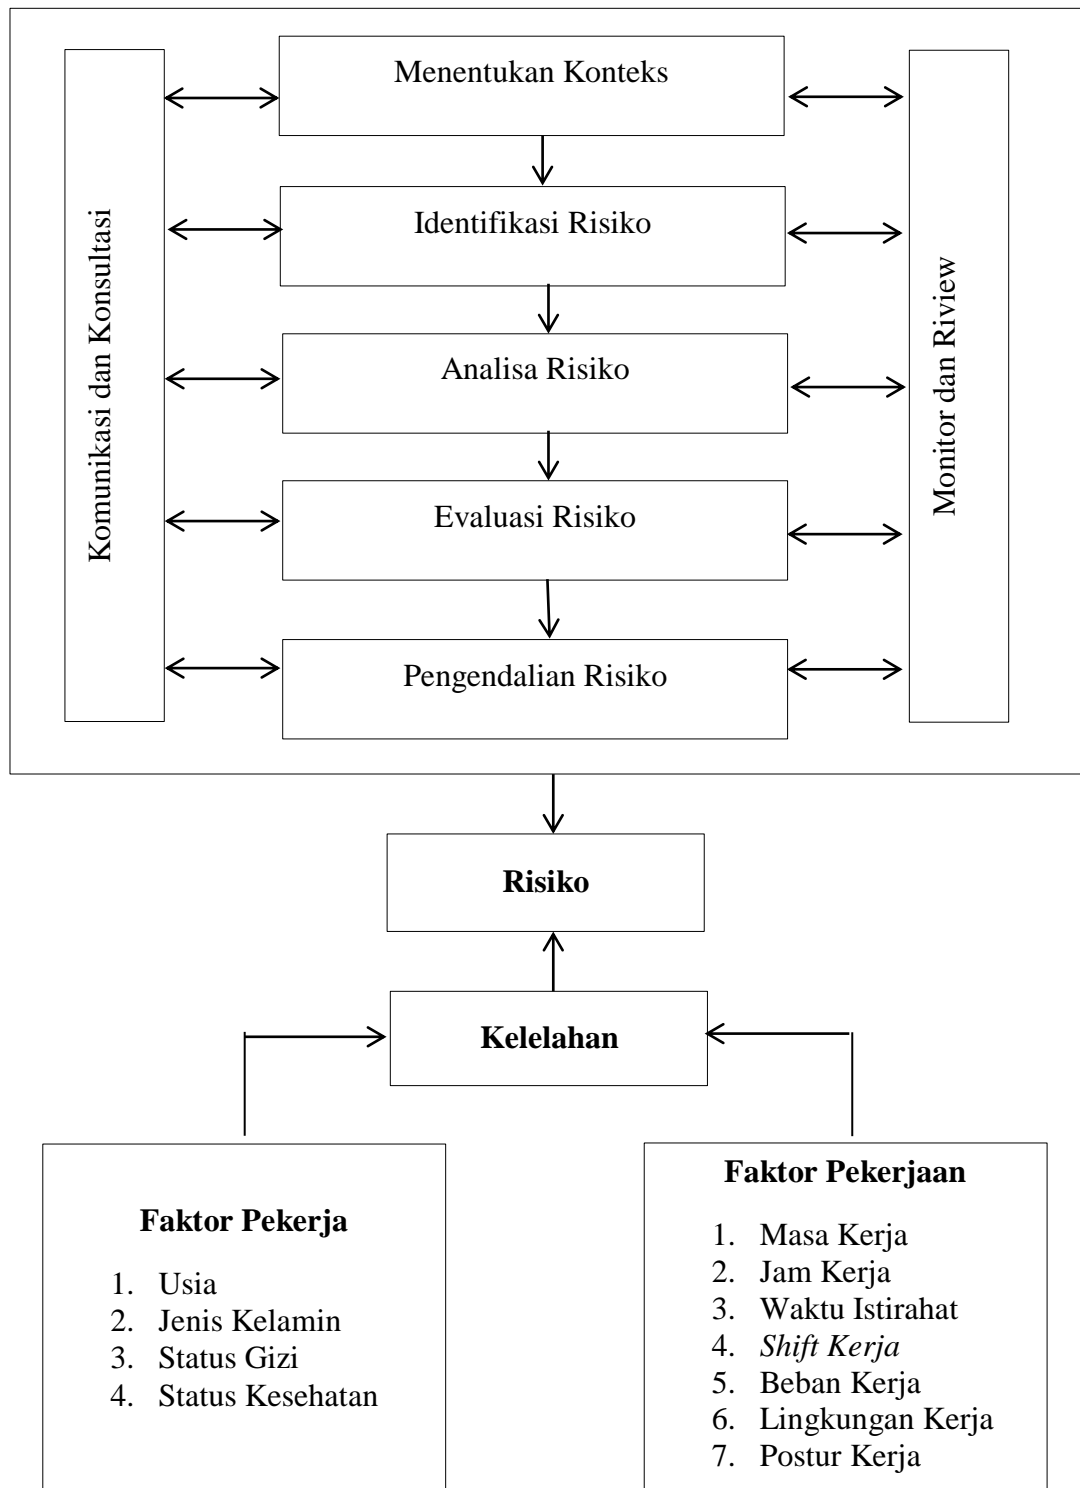 Menentukan Konteks
Komunikasi dan Konsultasi
Identifikasi Risiko
Monitor dan Riview
Analisa Risiko
Evaluasi Risiko
Pengendalian Risiko
Risiko
Kelelahan
Faktor Pekerja
1. Usia
2. Jenis Kelamin
3. Status Gizi
4. Status Kesehatan
Faktor Pekerjaan
1. Masa Kerja
2. Jam Kerja
3. Waktu Istirahat
4. Shift Kerja
5. Beban Kerja
6. Lingkungan Kerja
7. Postur Kerja